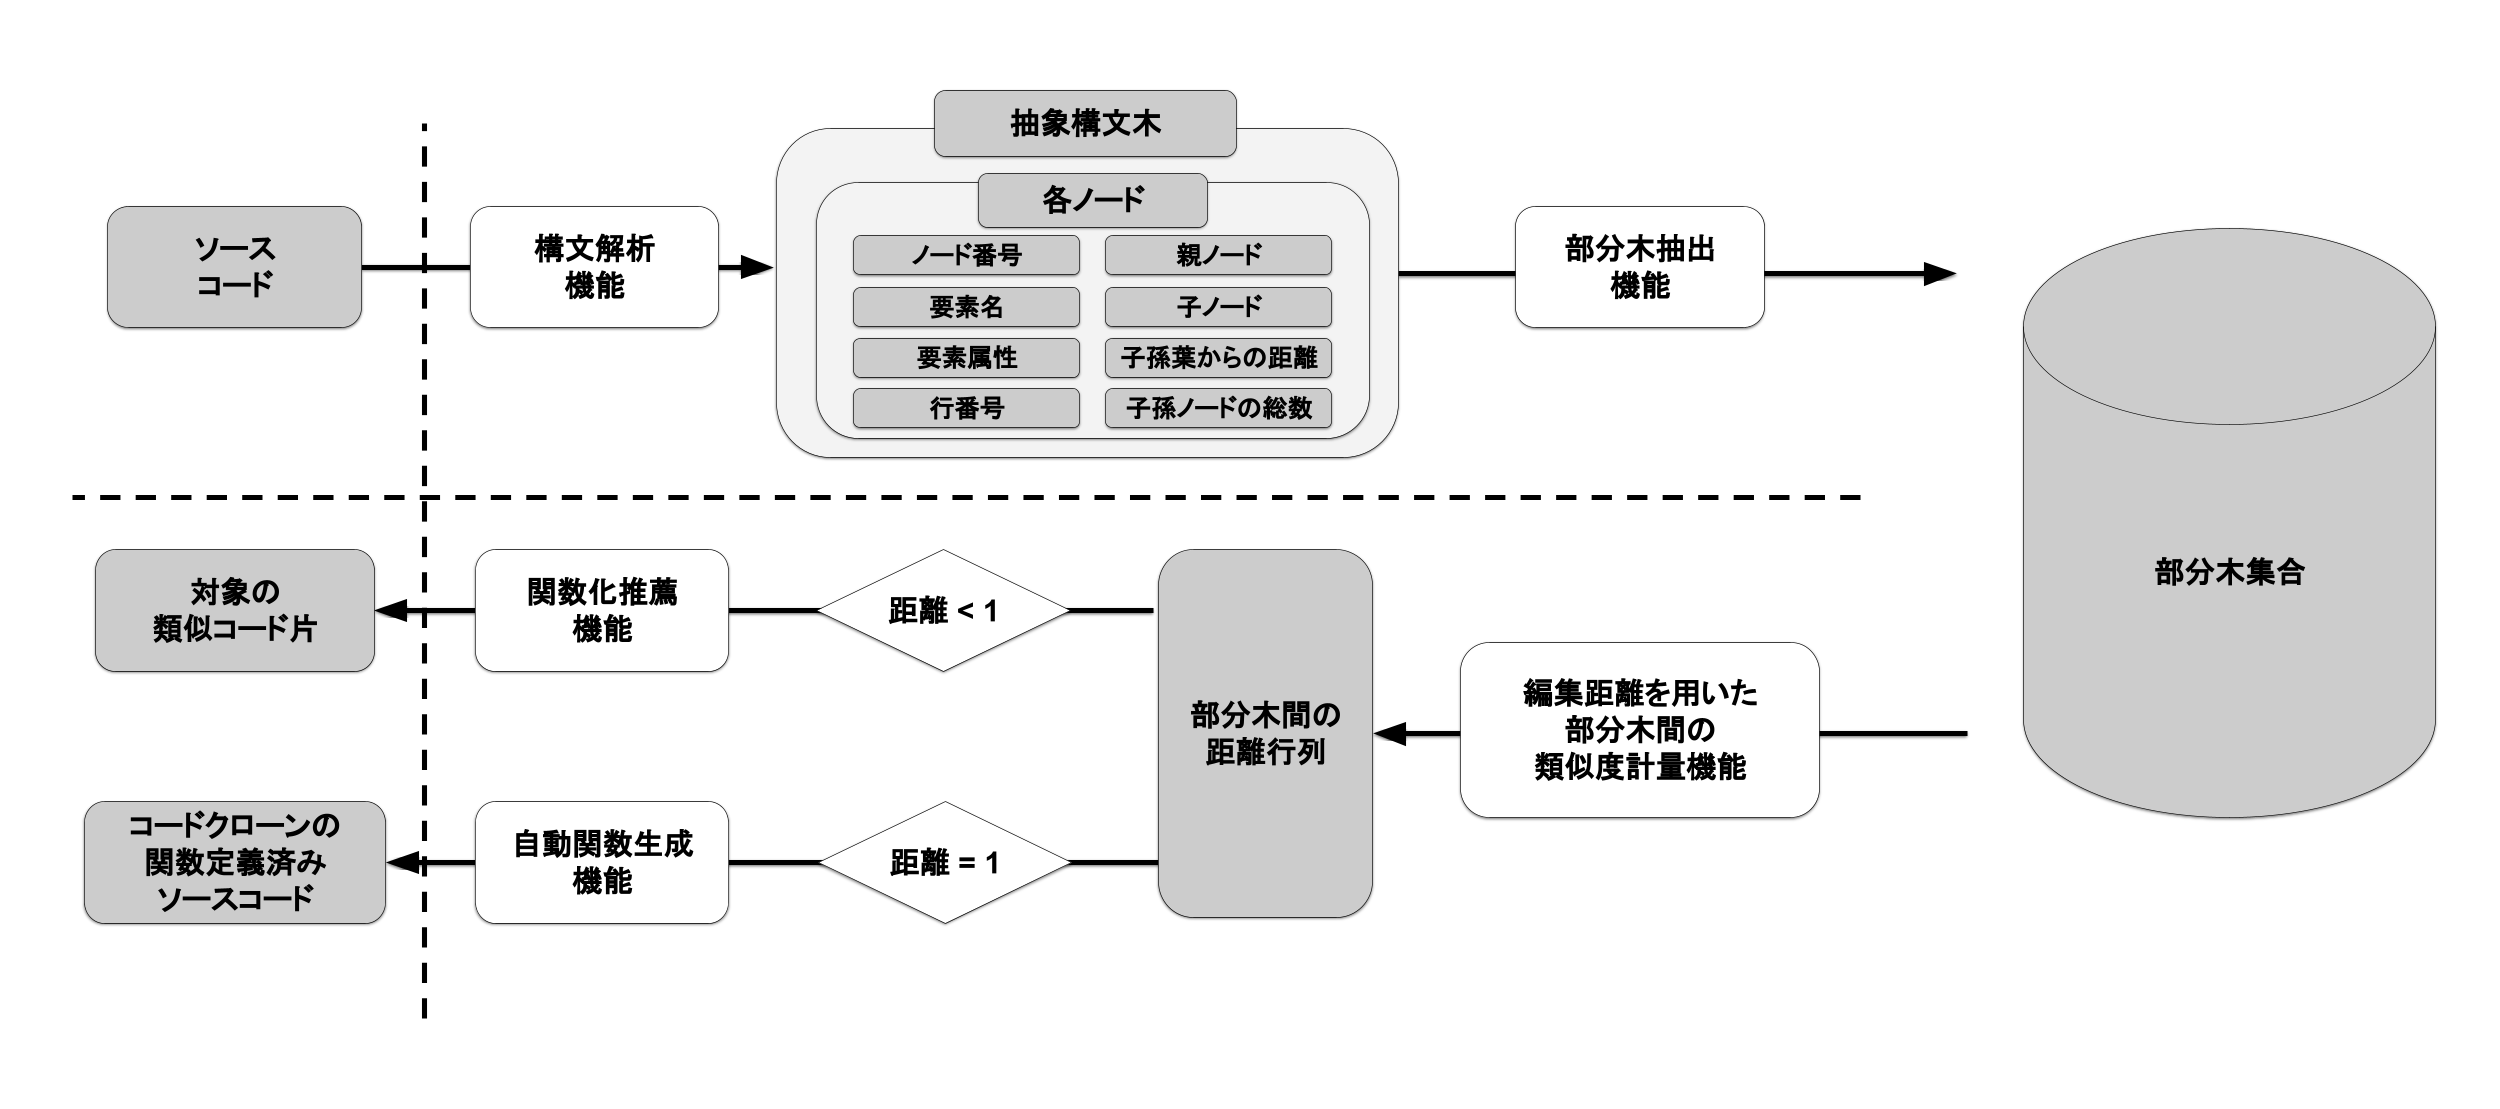 ソース
コード
構文解析
機能
抽象構文木
各ノード
ノード番号
親ノード
要素名
子ノード
要素属性
子孫葉からの距離
行番号
子孫ノードの総数
部分木抽出
機能
部分木集合
編集距離を用いた
部分木間の
類似度計量機能
部分木間の
距離行列
距離 < 1
関数化推薦
機能
対象の
類似コード片
距離 = 1
自動関数生成
機能
コードクローンの
関数定義済み
ソースコード